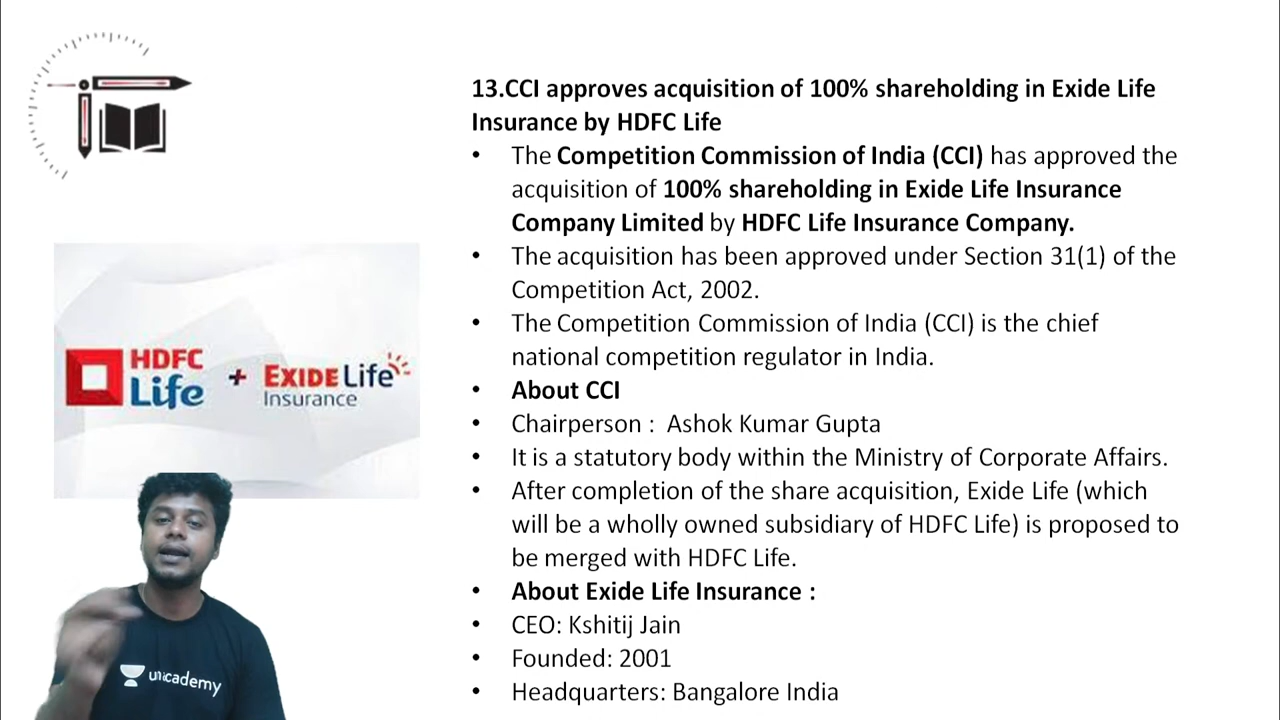 13.CCI approves acquisition of 100% shareholding in Exide Life
Insurance by HDFC Life
• The Competition Commission of India (CCI) has approved the
acquisition of 100% shareholding in Exide Life Insurance
Company Limited by HDFC Life Insurance Company.
• The acquisition has been approved under Section 31(1) of the
Competition Act, 2002.
• The Competition Commission of India (CCI) is the chief
national competition regulator in India.
• About CCI
• Chairperson : Ashok Kumar Gupta
• It is a statutory body within the Ministry of Corporate Affairs.
• After completion of the share acquisition, Exide Life (which
will be a wholly owned subsidiary of HDFC Life) is proposed to
be merged with HDFC Life.
• About Exide Life Insurance :
• CEO: Kshitij Jain
• Founded: 2001
• Headquarters: Bangalore India
HDFC
Life
+ EXIDE Life
Insurance
unacademy